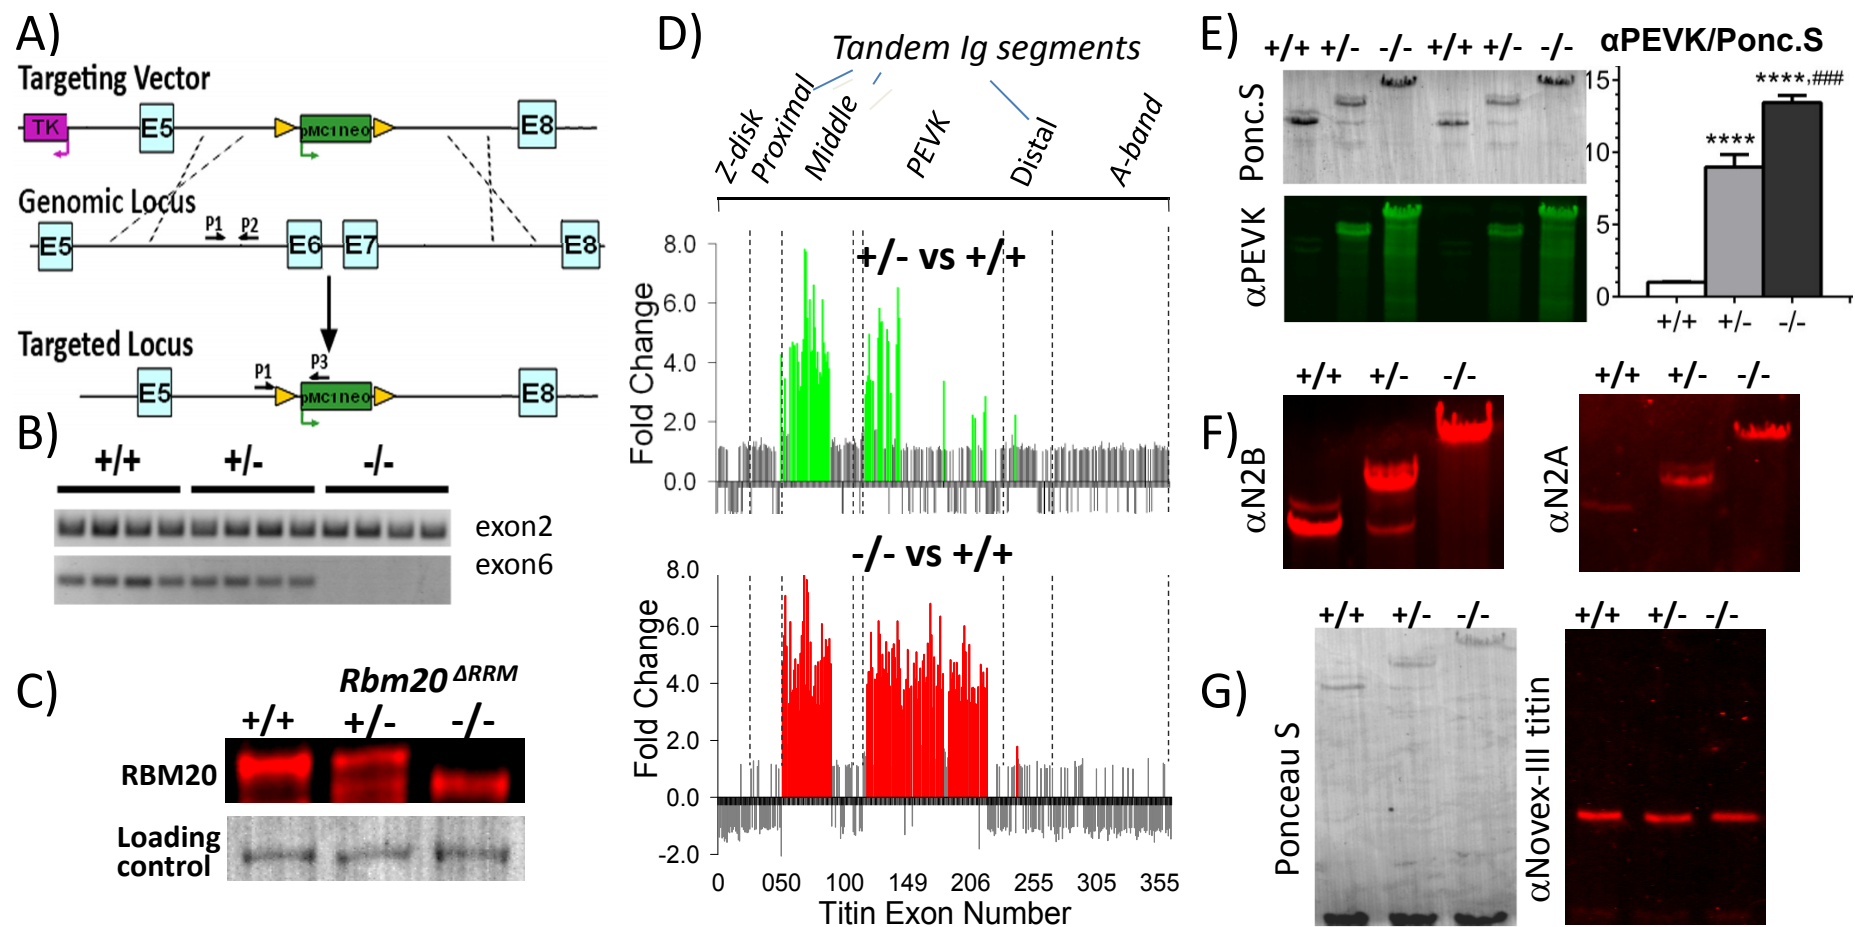 A)
Targeting Vector
TK
E5
pMC1neo
E8
Genomic Locus
P1
P2
E5
E6
E7
E8
Targeted Locus
P1
P3
E5
pMC1neo
E8
B)
+/+ +/- -/-
exon2
exon6
C)
Rbm20 ΔRRM
+/+ +/- -/-
RBM20
Loading
control
D)
Tandem Ig segments
Z-disk
Proximal
Middle
PEVK
Distal
A-band
+/- vs +/+
Fold Change
8.0
6.0
4.0
2.0
0.0
-/- vs +/+
Fold Change
8.0
6.0
4.0
2.0
0.0
-2.0
0 050 100 149 206 255 305 355
Titin Exon Number
E)
+/+ +/- -/- +/+ +/- -/-
Ponc.S
αPEVK
αPEVK/Ponc.S
15
10
5
0
****
****,###
+/+ +/- -/-
F)
+/+ +/- -/-
αN2B
+/+ +/- -/-
αN2A
G)
+/+ +/- -/-
Ponceau S
+/+ +/- -/-
αNovex-III titin